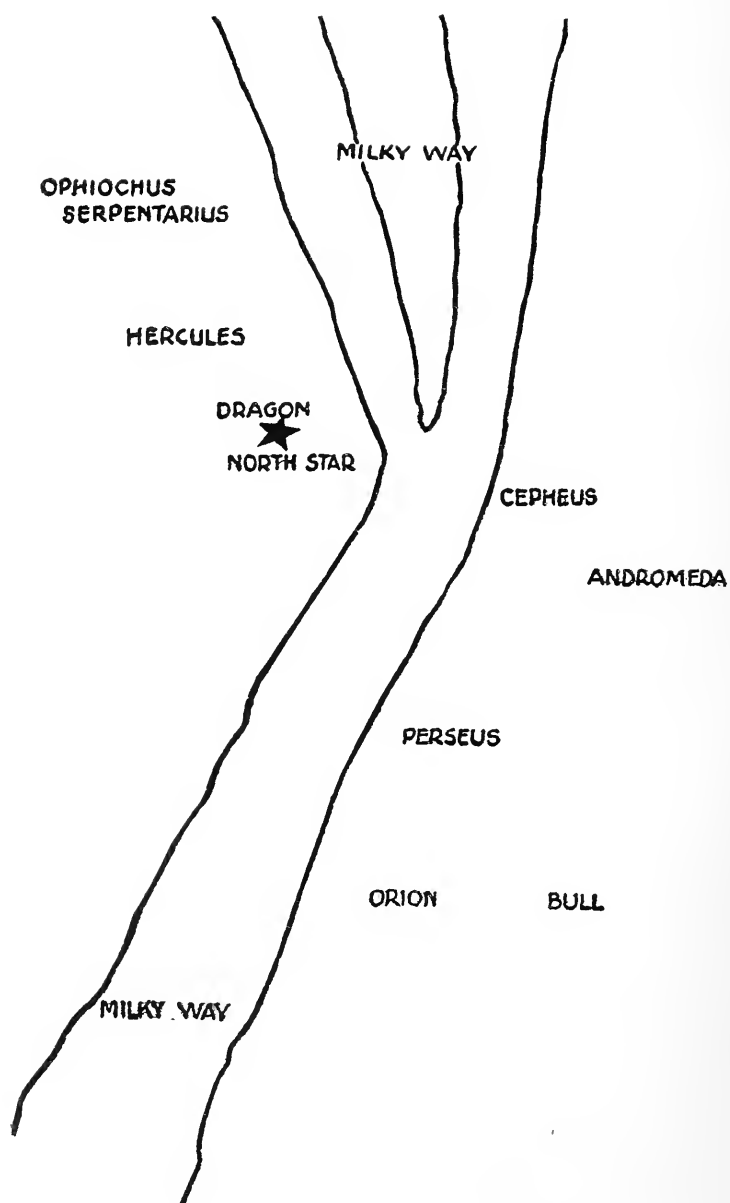 MILKY WAY
OPHIOCHUS
SERPENTARIUS
HERCULES
DRAGON
NORTH STAR
CEPHEUS
ANDROMEDA
PERSEUS
ORION
BULL
MILKY WAY